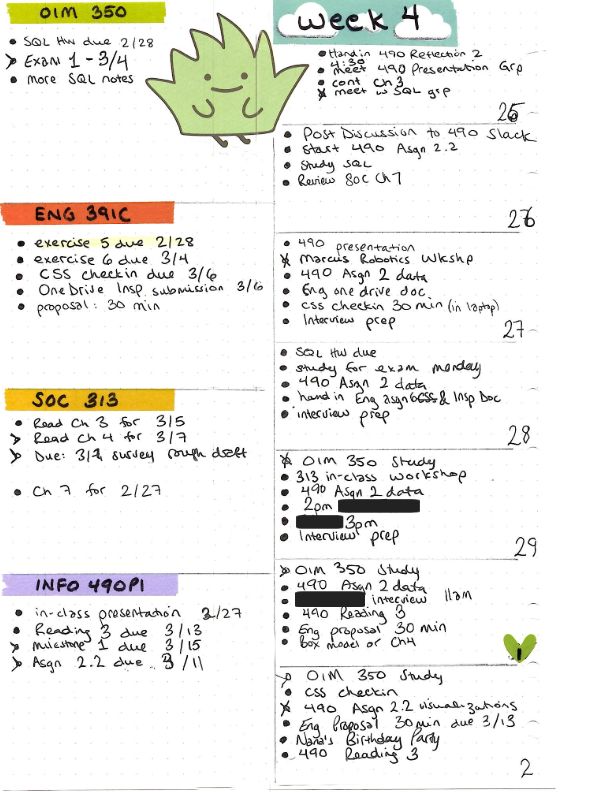 OIM 350
• SQL HW due 2/28
> Exam 1 - 3/4
• more SQL notes
ENG 391C
• exercise 5 due 2/28
• exercise 6 due 3/4
• CSS checkin due 3/6
• OneDrive Insp. submission 3/6
• proposal: 30 min
SOC 313
• Read Ch 3 for 3/5
> Read Ch 4 for 3/7
> Due: survey rough draft
• Ch 7 for 2/27
INFO 490PI
• in-class presentation 2/27
• Reading 3 due 3/13
> milestone 1 due 3/15
> Asgn 2.2 due 3/11
Week 4
• Hand in 490 Reflection 2
4:30
• meet 490 Presentation Grp
• cont Ch 3
x meet w SQL grp
25
• Post Discussion to 490 Slack
• start 490 Asgn 2.2
• Study SQL
• Review SOC Ch 7
26
• 490 presentation
x Marcus Robotics Wkshp
• 490 Asgn 2 data
• Eng one drive doc
• css checkin 30 min (in laptop)
• Interview prep
27
• SQL HW due
• study for exam monday
• 490 Asgn 2 data
• hand in Eng asgn & Insp Doc
• interview prep
28
x OIM 350 Study
• 313 in-class workshop
• 490 Asgn 2 data
• 2pm
• 3pm
• Interview prep
29
> OIM 350 Study
• 490 Asgn 2 data
• interview 11am
• 490 Reading 3
• Eng proposal 30 min
• box model or Ch4
1
> OIM 350 Study
• css checkin
x 490 Asgn 2.2 visualizations
• Eng Proposal 30min due 3/13
• Nana's Birthday Party
• 490 Reading 3
2